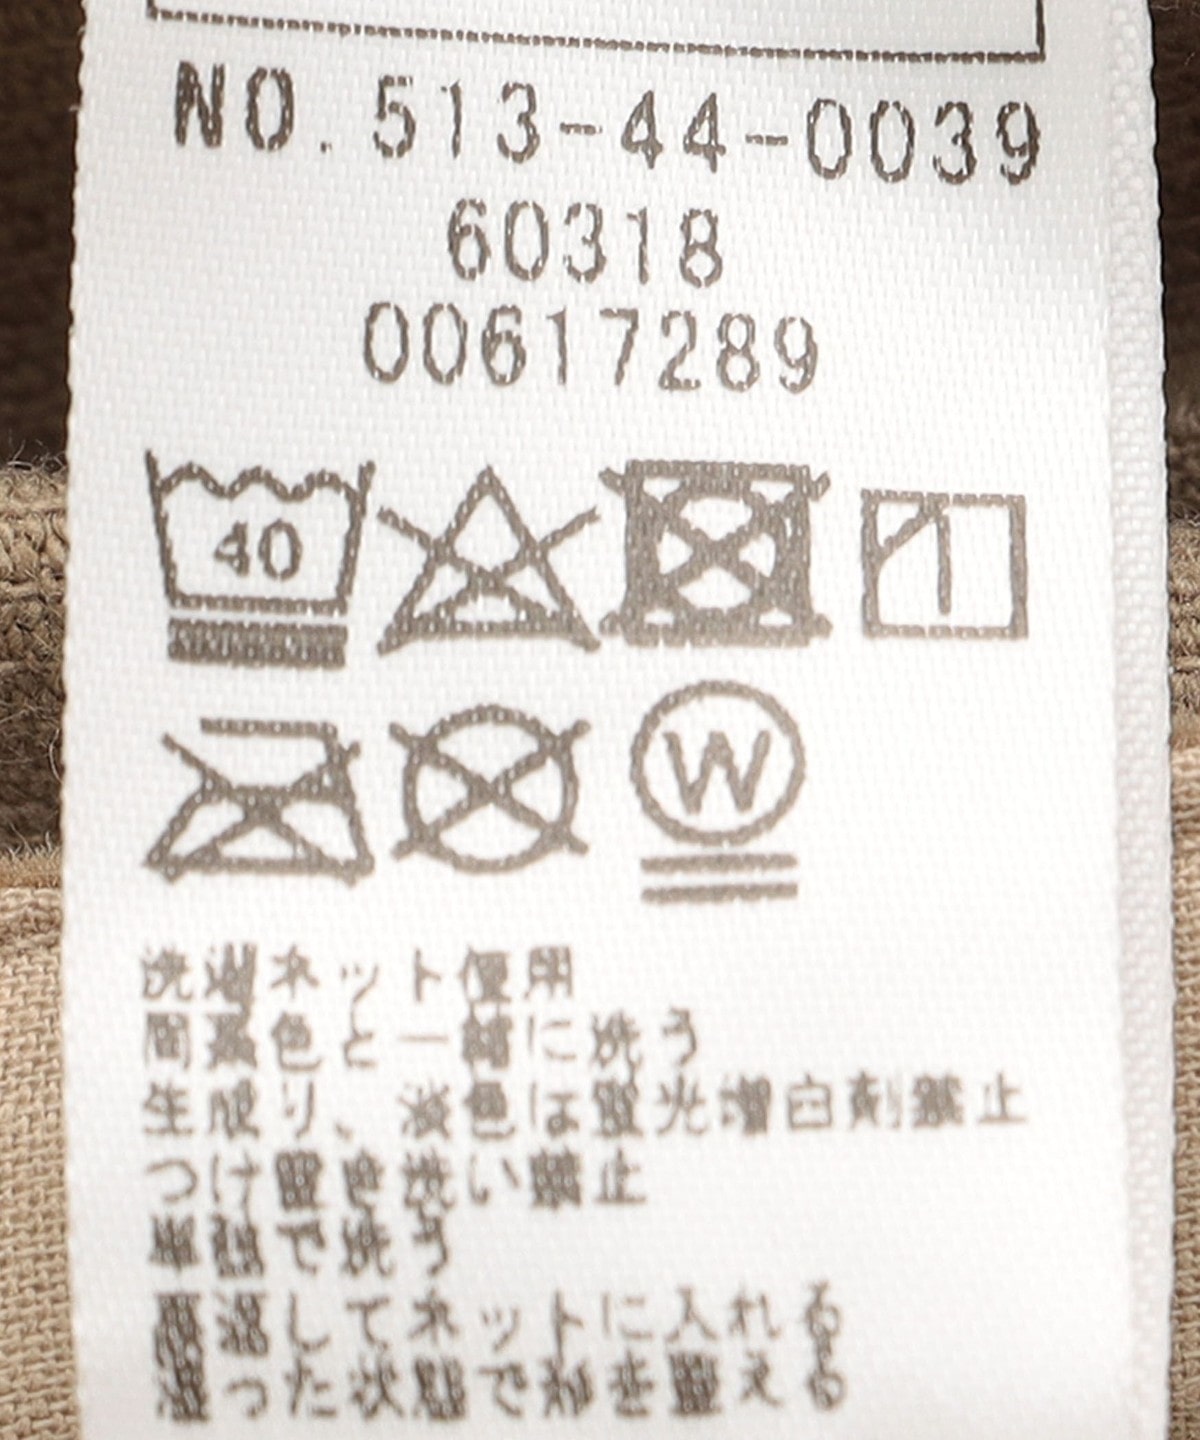 NO. 513-44-0039
60318
00617289
40
W
洗濯ネット使用
同系色と一緒に洗う
生成り、淡色は蛍光増白剤禁止
つけ置き洗い禁止
単独で洗う
裏返してネットに入れる
湿った状態で形を整える